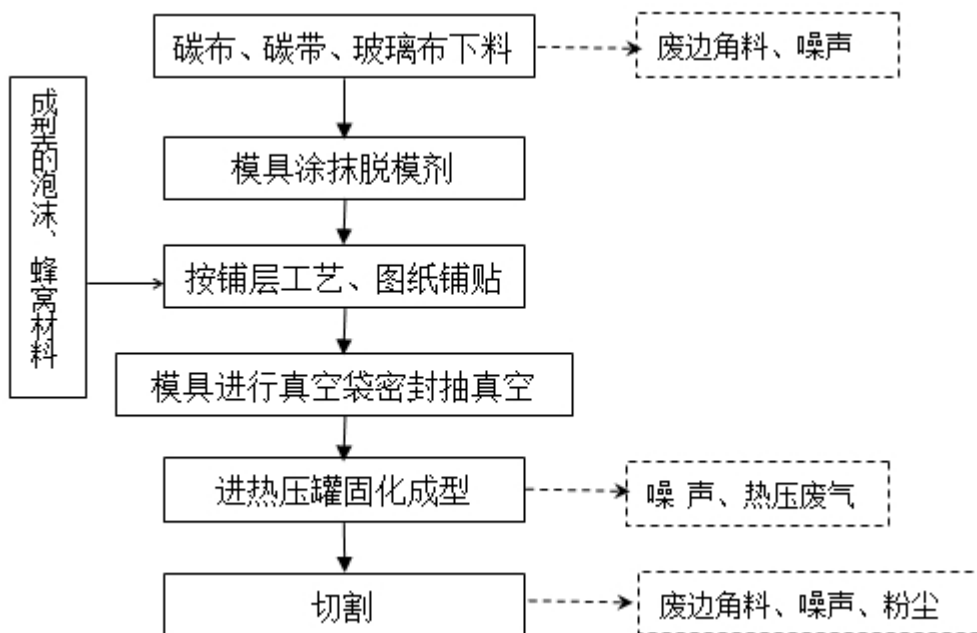 碳布、碳带、玻璃布下料
废边角料、噪声
成型的泡沫、蜂窝材料
模具涂抹脱模剂
按铺层工艺、图纸铺贴
模具进行真空袋密封抽真空
进热压罐固化成型
噪 声、热压废气
切割
废边角料、噪声、粉尘